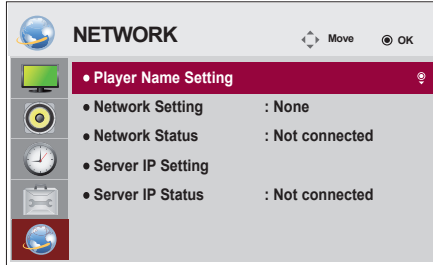 NETWORK Move OK
• Player Name Setting
• Network Setting : None
• Network Status : Not connected
• Server IP Setting
• Server IP Status : Not connected